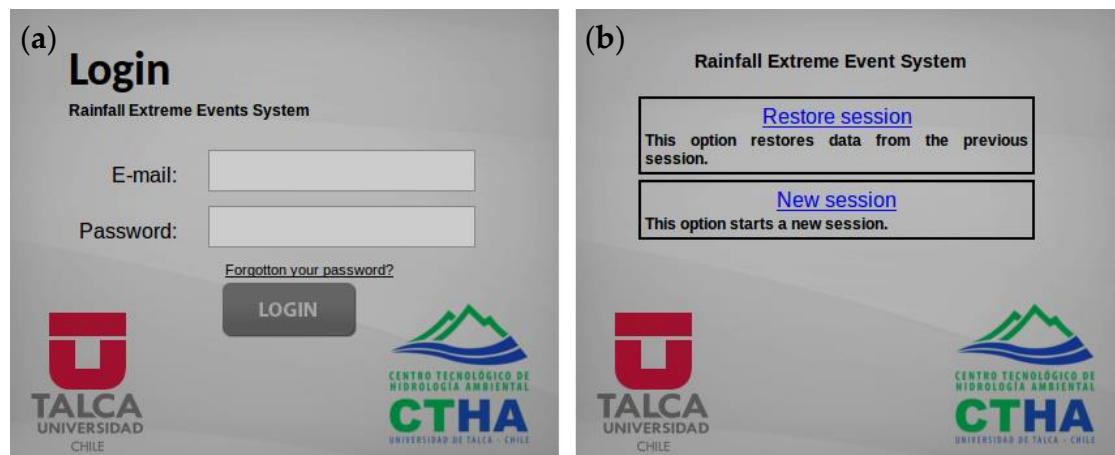 (a)
Login
Rainfall Extreme Events System
E-mail:
Password:
Forgotton your password?
LOGIN
TALCA
UNIVERSIDAD
CHILE
CENTRO TECNOLÓGICO DE
HIDROLOGÍA AMBIENTAL
CTHA
UNIVERSIDAD DE TALCA - CHILE
(b)
Rainfall Extreme Event System
Restore session
This option restores data from the previous
session.
New session
This option starts a new session.
TALCA
UNIVERSIDAD
CHILE
CENTRO TECNOLÓGICO DE
HIDROLOGÍA AMBIENTAL
CTHA
UNIVERSIDAD DE TALCA - CHILE